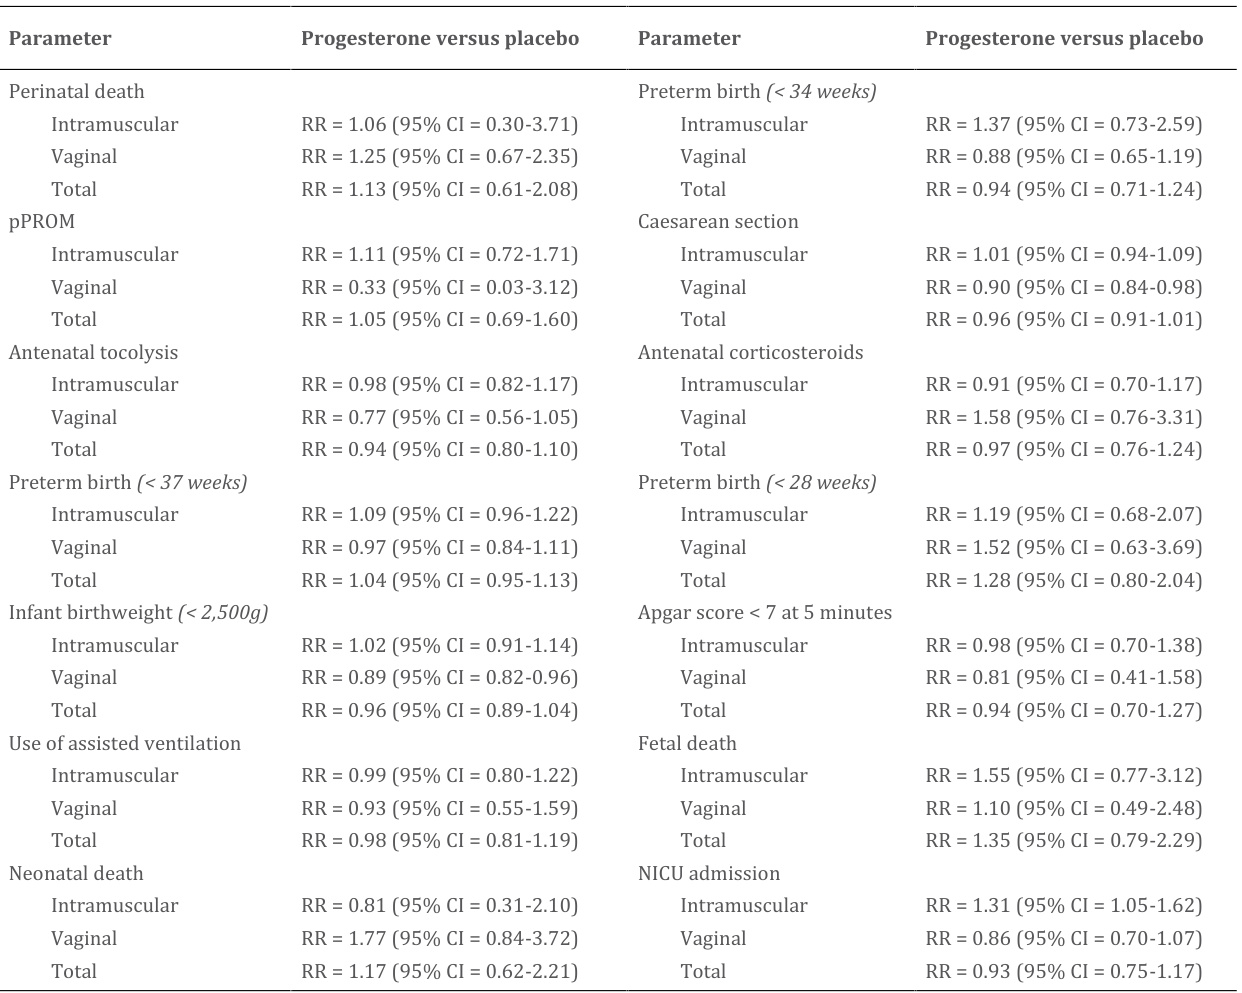 Parameter Progesterone versus placebo Parameter Progesterone versus placebo
Perinatal death Preterm birth (< 34 weeks)
Intramuscular RR = 1.06 (95% CI = 0.30-3.71) Intramuscular RR = 1.37 (95% CI = 0.73-2.59)
Vaginal RR = 1.25 (95% CI = 0.67-2.35) Vaginal RR = 0.88 (95% CI = 0.65-1.19)
Total RR = 1.13 (95% CI = 0.61-2.08) Total RR = 0.94 (95% CI = 0.71-1.24)
pPROM Caesarean section
Intramuscular RR = 1.11 (95% CI = 0.72-1.71) Intramuscular RR = 1.01 (95% CI = 0.94-1.09)
Vaginal RR = 0.33 (95% CI = 0.03-3.12) Vaginal RR = 0.90 (95% CI = 0.84-0.98)
Total RR = 1.05 (95% CI = 0.69-1.60) Total RR = 0.96 (95% CI = 0.91-1.01)
Antenatal tocolysis Antenatal corticosteroids
Intramuscular RR = 0.98 (95% CI = 0.82-1.17) Intramuscular RR = 0.91 (95% CI = 0.70-1.17)
Vaginal RR = 0.77 (95% CI = 0.56-1.05) Vaginal RR = 1.58 (95% CI = 0.76-3.31)
Total RR = 0.94 (95% CI = 0.80-1.10) Total RR = 0.97 (95% CI = 0.76-1.24)
Preterm birth (< 37 weeks) Preterm birth (< 28 weeks)
Intramuscular RR = 1.09 (95% CI = 0.96-1.22) Intramuscular RR = 1.19 (95% CI = 0.68-2.07)
Vaginal RR = 0.97 (95% CI = 0.84-1.11) Vaginal RR = 1.52 (95% CI = 0.63-3.69)
Total RR = 1.04 (95% CI = 0.95-1.13) Total RR = 1.28 (95% CI = 0.80-2.04)
Infant birthweight (< 2,500g) Apgar score < 7 at 5 minutes
Intramuscular RR = 1.02 (95% CI = 0.91-1.14) Intramuscular RR = 0.98 (95% CI = 0.70-1.38)
Vaginal RR = 0.89 (95% CI = 0.82-0.96) Vaginal RR = 0.81 (95% CI = 0.41-1.58)
Total RR = 0.96 (95% CI = 0.89-1.04) Total RR = 0.94 (95% CI = 0.70-1.27)
Use of assisted ventilation Fetal death
Intramuscular RR = 0.99 (95% CI = 0.80-1.22) Intramuscular RR = 1.55 (95% CI = 0.77-3.12)
Vaginal RR = 0.93 (95% CI = 0.55-1.59) Vaginal RR = 1.10 (95% CI = 0.49-2.48)
Total RR = 0.98 (95% CI = 0.81-1.19) Total RR = 1.35 (95% CI = 0.79-2.29)
Neonatal death NICU admission
Intramuscular RR = 0.81 (95% CI = 0.31-2.10) Intramuscular RR = 1.31 (95% CI = 1.05-1.62)
Vaginal RR = 1.77 (95% CI = 0.84-3.72) Vaginal RR = 0.86 (95% CI = 0.70-1.07)
Total RR = 1.17 (95% CI = 0.62-2.21) Total RR = 0.93 (95% CI = 0.75-1.17)